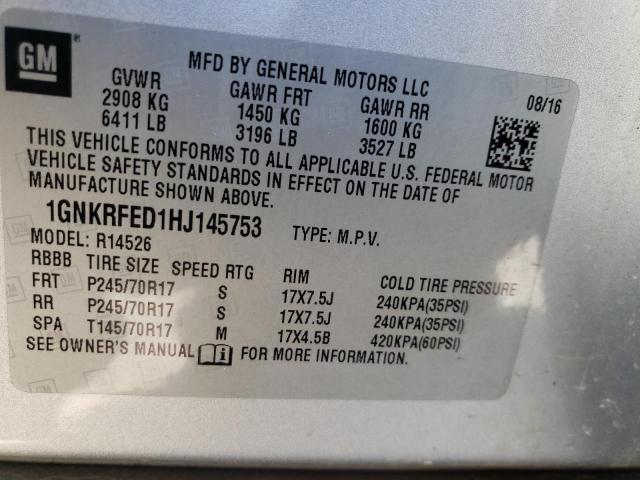 GM ®
MFD BY GENERAL MOTORS LLC
08/16
GVWR GAWR FRT GAWR RR
2908 KG 1450 KG 1600 KG
6411 LB 3196 LB 3527 LB
THIS VEHICLE CONFORMS TO ALL APPLICABLE U.S. FEDERAL MOTOR
VEHICLE SAFETY STANDARDS IN EFFECT ON THE DATE OF
MANUFACTURE SHOWN ABOVE.
1GNKRFED1HJ145753 TYPE: M.P.V.
MODEL: R14526
RBBB TIRE SIZE SPEED RTG RIM COLD TIRE PRESSURE
FRT P245/70R17 S 17X7.5J 240KPA(35PSI)
RR P245/70R17 S 17X7.5J 240KPA(35PSI)
SPA T145/70R17 M 17X4.5B 420KPA(60PSI)
SEE OWNER'S MANUAL FOR MORE INFORMATION.